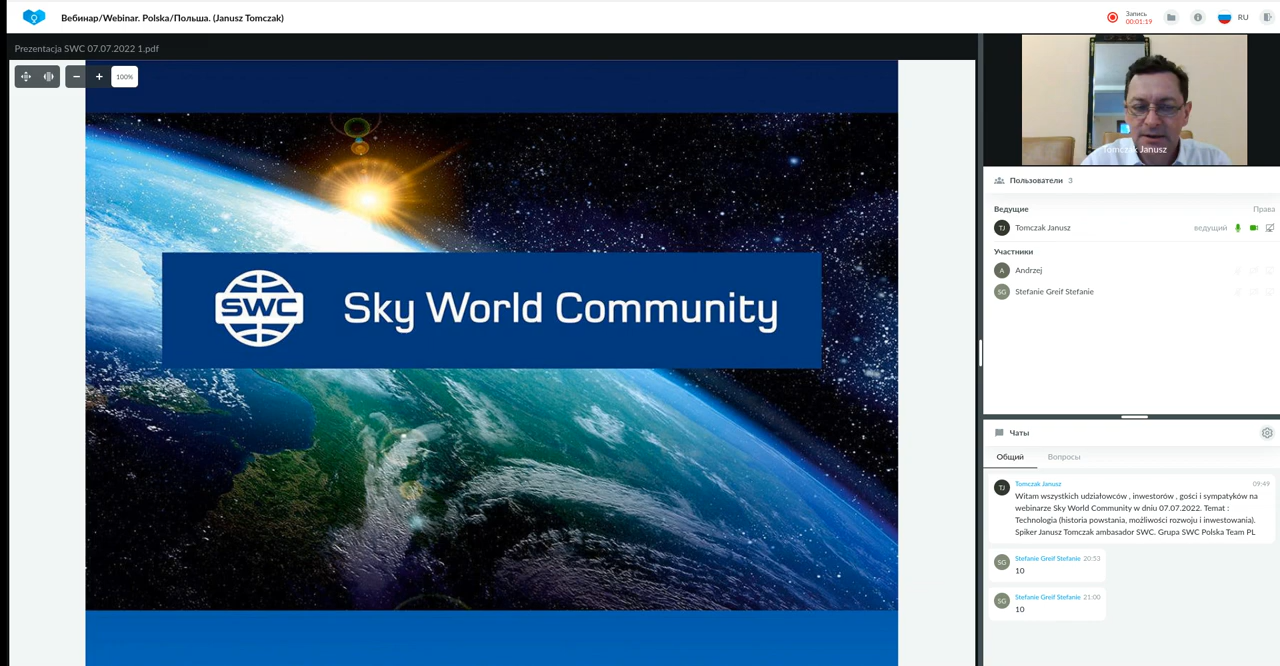 Вебинар/Webinar. Polska/Польша. (Janusz Tomczak)
Запись
00:01:19
RU
Prezentacja SWC 07.07.2022 1.pdf
100%
SWC
Sky World Community
Tomczak Janusz
Пользователи 3
Ведущие Права
TJ Tomczak Janusz ведущий
Участники
A Andrzej
SG Stefanie Greif Stefanie
Чаты
Общий Вопросы
TJ Tomczak Janusz 09:49
Witam wszystkich udziałowców , inwestorów , gości i sympatyków na
webinarze Sky World Community w dniu 07.07.2022. Temat :
Technologia (historia powstania, możliwości rozwoju i inwestowania).
Spiker Janusz Tomczak ambasador SWC. Grupa SWC Polska Team PL
SG Stefanie Greif Stefanie 20:53
10
SG Stefanie Greif Stefanie 21:00
10